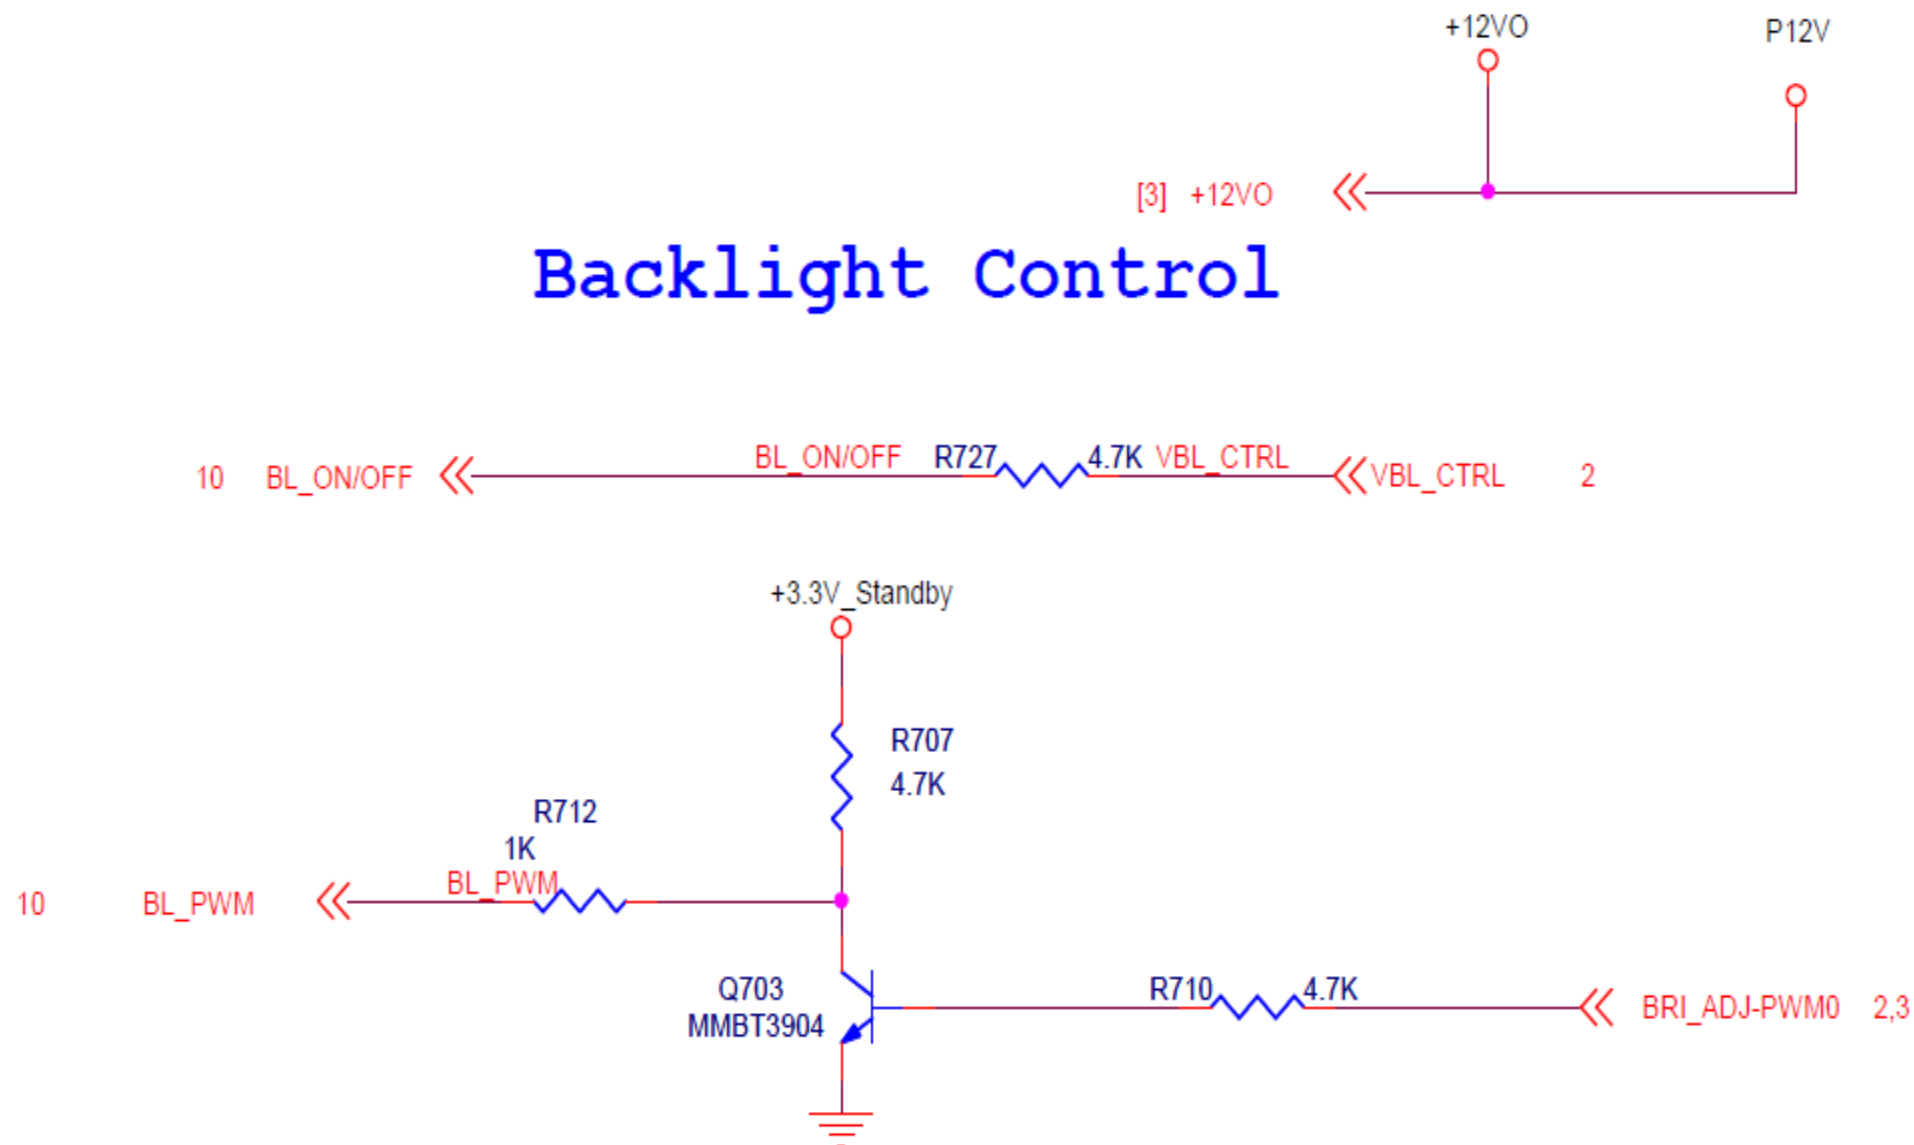 +12VO P12V
[3] +12VO
Backlight Control
10 BL_ON/OFF BL_ON/OFF R727 4.7K VBL_CTRL VBL_CTRL 2
+3.3V_Standby
R707
4.7K
R712
1K
BL_PWM
10 BL_PWM
Q703
MMBT3904
R710 4.7K
BRI_ADJ-PWM0 2,3